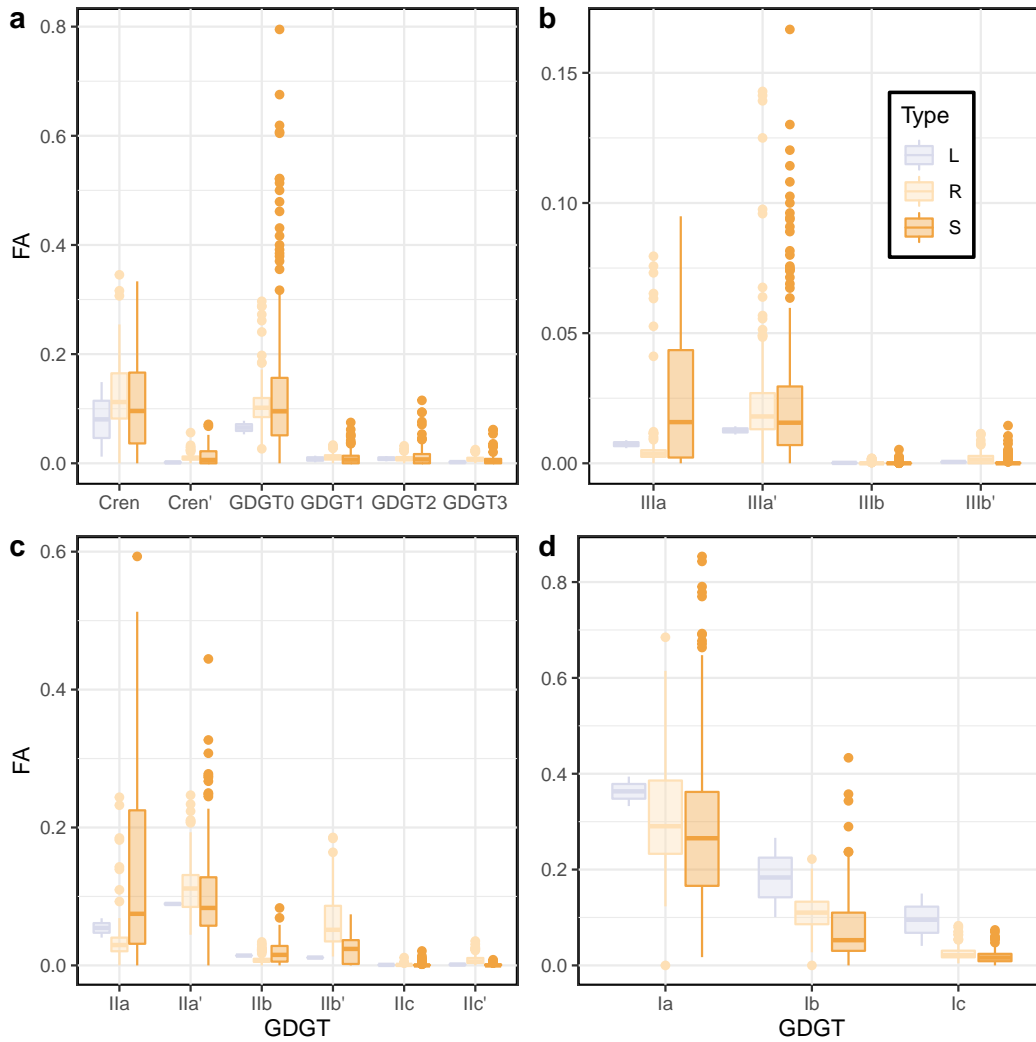 a
FA
0.8
0.6
0.4
0.2
0.0
Cren Cren' GDGT0 GDGT1 GDGT2 GDGT3
b
0.15
0.10
0.05
0.00
Type
L
R
S
IIIa IIIa' IIIb IIIb'
c
FA
0.6
0.4
0.2
0.0
IIa IIa' IIb IIb' IIc IIc'
GDGT
d
0.8
0.6
0.4
0.2
0.0
Ia Ib Ic
GDGT